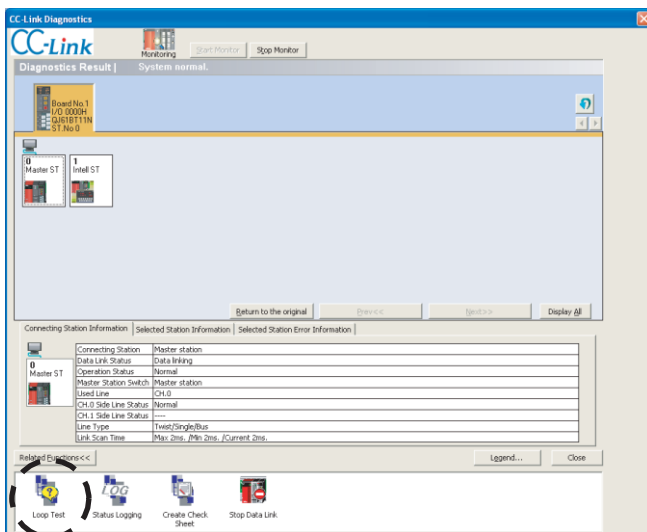 CC-Link Diagnostics
CC-Link
Monitoring
Start Monitor
Stop Monitor
Diagnostics Result | System normal.
Board No.1
I/O 0000H
QJ61BT11N
ST.No 0
0
Master ST
1
Intell ST
Return to the original
Prev<<
Next>>
Display All
Connecting Station Information
Selected Station Information
Selected Station Error Information
0
Master ST
Connecting Station Master station
Data Link Status Data linking
Operation Status Normal
Master Station Switch Master station
Used Line CH.0
CH.0 Side Line Status Normal
CH.1 Side Line Status ----
Line Type Twist/Single/Bus
Link Scan Time Max 2ms. /Min 2ms. /Current 2ms.
Related Functions<<
Legend...
Close
LOG
Loop Test
Status Logging
Create Check
Sheet
Stop Data Link